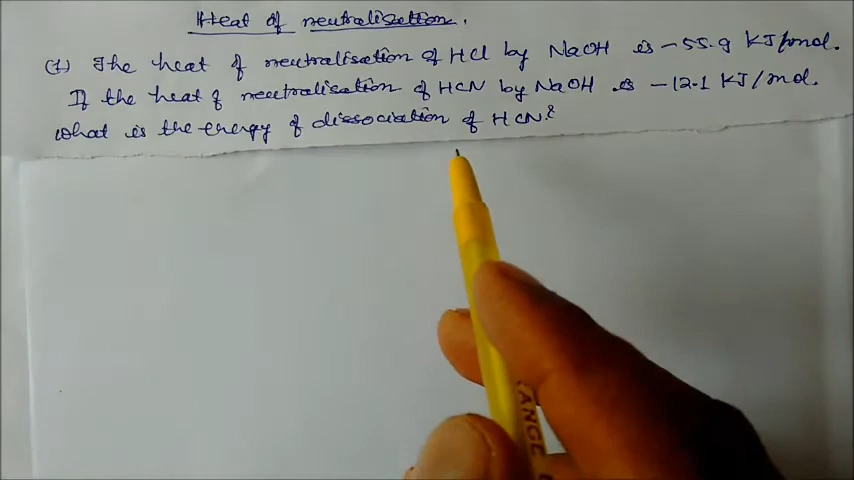 Heat of neutralisation.
(1) The heat of neutralisation of HCl by NaOH is -55.9 KJ/mol.
If the heat of neutralisation of HCN by NaOH is -12.1 KJ/mol.
what is the energy of dissociation of HCN?
ANGE